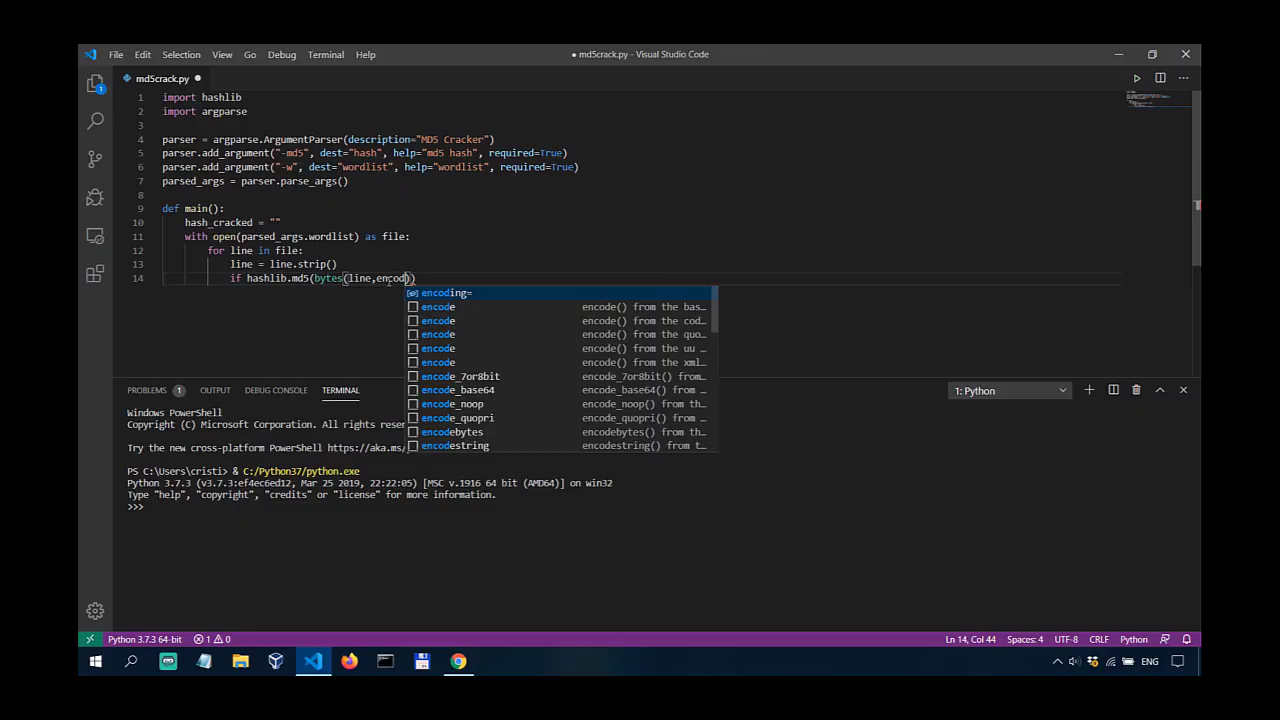 File Edit Selection View Go Debug Terminal Help
● md5crack.py - Visual Studio Code
1
md5crack.py ●
1 import hashlib
2 import argparse
3
4 parser = argparse.ArgumentParser(description="MD5 Cracker")
5 parser.add_argument("-md5", dest="hash", help="md5 hash", required=True)
6 parser.add_argument("-w", dest="wordlist", help="wordlist", required=True)
7 parsed_args = parser.parse_args()
8
9 def main():
10 hash_cracked = ""
11 with open(parsed_args.wordlist) as file:
12 for line in file:
13 line = line.strip()
14 if hashlib.md5(bytes(line,encod))
encoding=
encode encode() from the bas…
encode encode() from the cod…
encode encode() from the quo…
encode encode() from the uu …
encode encode() from the xml…
encode_7or8bit encode_7or8bit() from…
encode_base64 encode_base64() from …
encode_noop encode_noop() from th…
encode_quopri encode_quopri() from …
encodebytes encodebytes() from th…
encodestring encodestring() from t…
PROBLEMS 1 OUTPUT DEBUG CONSOLE TERMINAL
1: Python
Windows PowerShell
Copyright (C) Microsoft Corporation. All rights
Try the new cross-platform PowerShell https://aka.ms/
PS C:\Users\cristi> & C:/Python37/python.exe
Python 3.7.3 (v3.7.3:ef4ec6ed12, Mar 25 2019, 22:22:05) [MSC v.1916 64 bit (AMD64)] on win32
Type "help", "copyright", "credits" or "license" for more information.
>>>
Python 3.7.3 64-bit 1 0
Ln 14, Col 44 Spaces: 4 UTF-8 CRLF Python
ENG